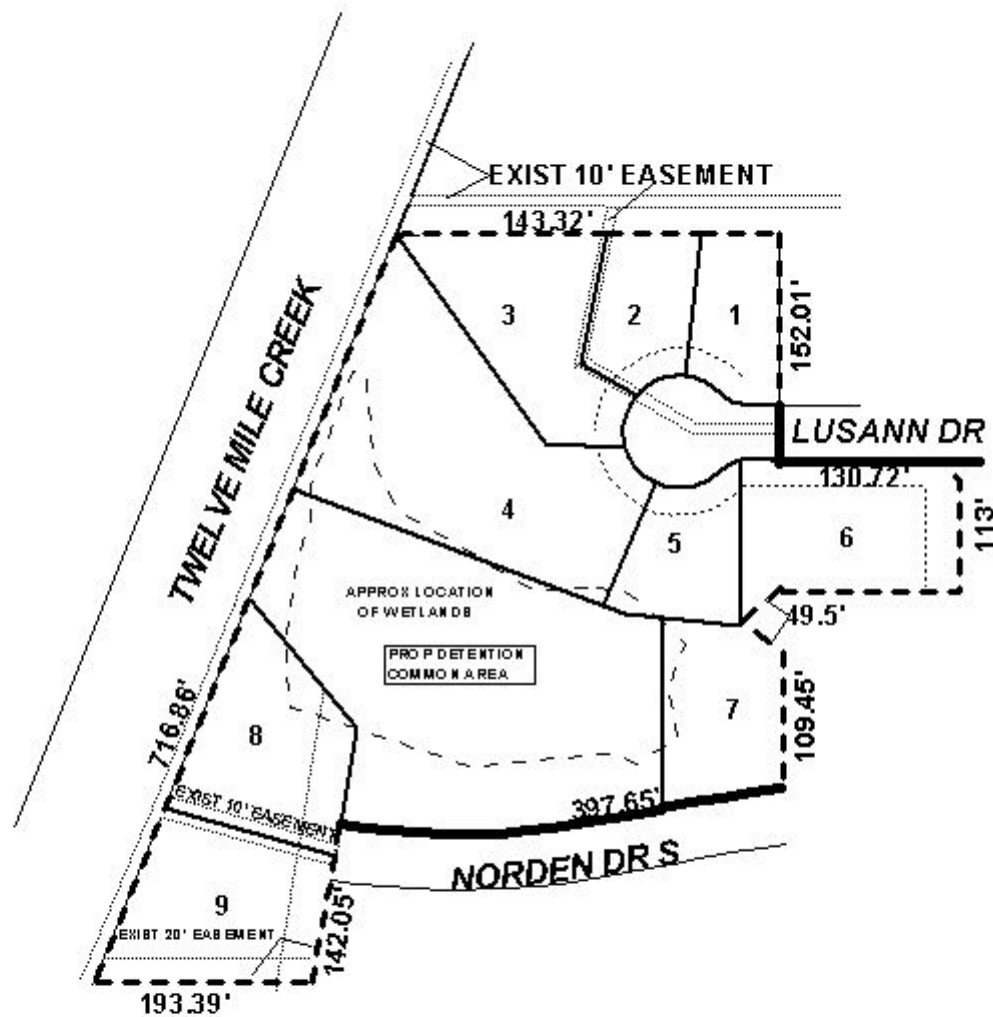 EXIST 10' EASEMENT
143.32'
3
2
1
152.01'
TWELVE MILE CREEK
LUSANN DR
130.72'
4
5
6
113'
APPROX LOCATION
OF WETLANDS
49.5'
PROP DETENTION
COMMON AREA
7
109.45'
716.86'
8
EXIST 10' EASEMENT
397.65'
NORDEN DR S
9
EXIST 20' EASEMENT
142.05'
193.39'